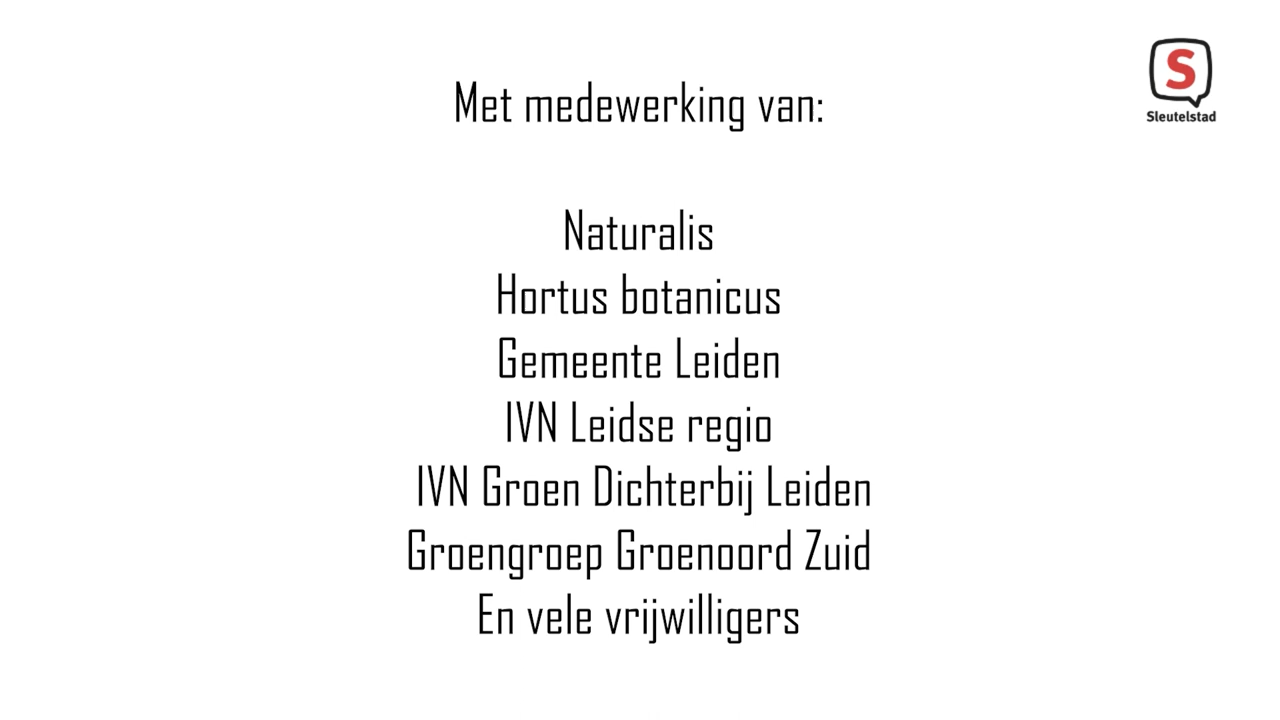 Met medewerking van:
S
Sleutelstad
Naturalis
Hortus botanicus
Gemeente Leiden
IVN Leidse regio
IVN Groen Dichterbij Leiden
Groengroep Groenoord Zuid
En vele vrijwilligers